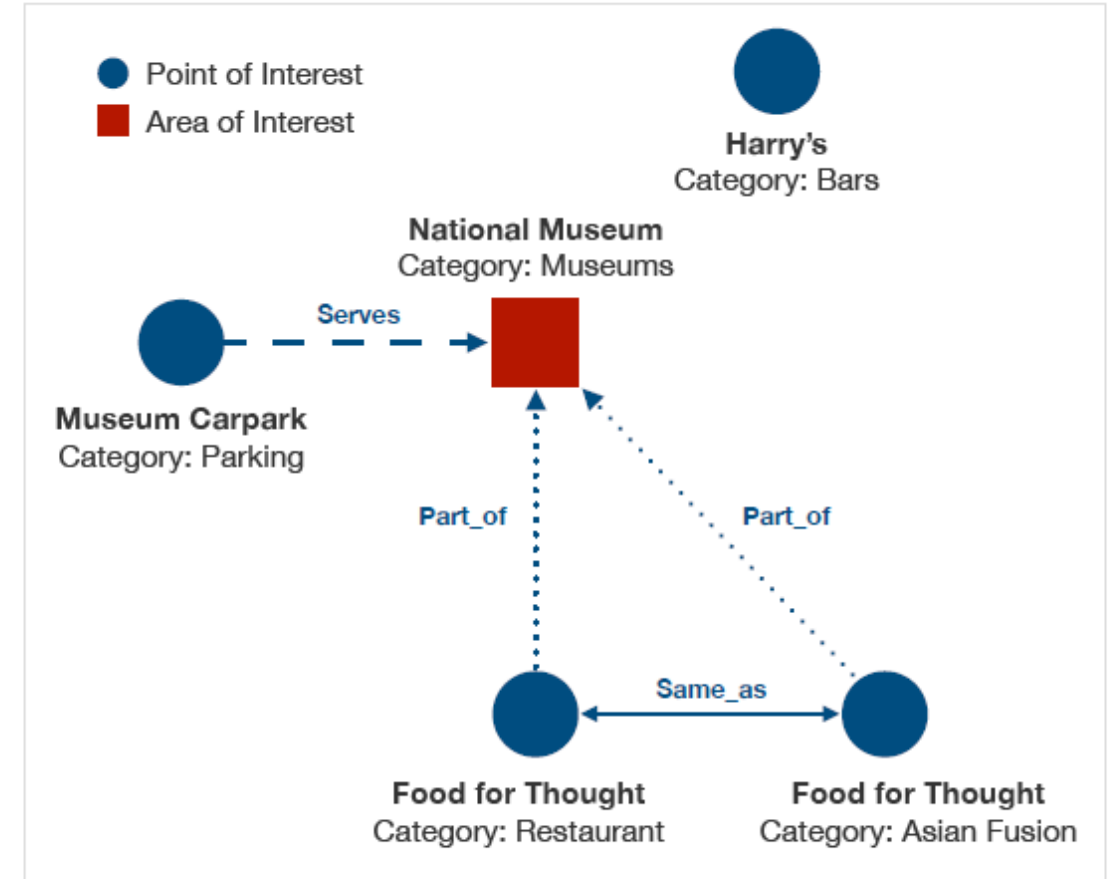 Point of Interest
Area of Interest
Harry’s
Category: Bars
National Museum
Category: Museums
Serves
Museum Carpark
Category: Parking
Part_of
Part_of
Same_as
Food for Thought
Category: Restaurant
Food for Thought
Category: Asian Fusion